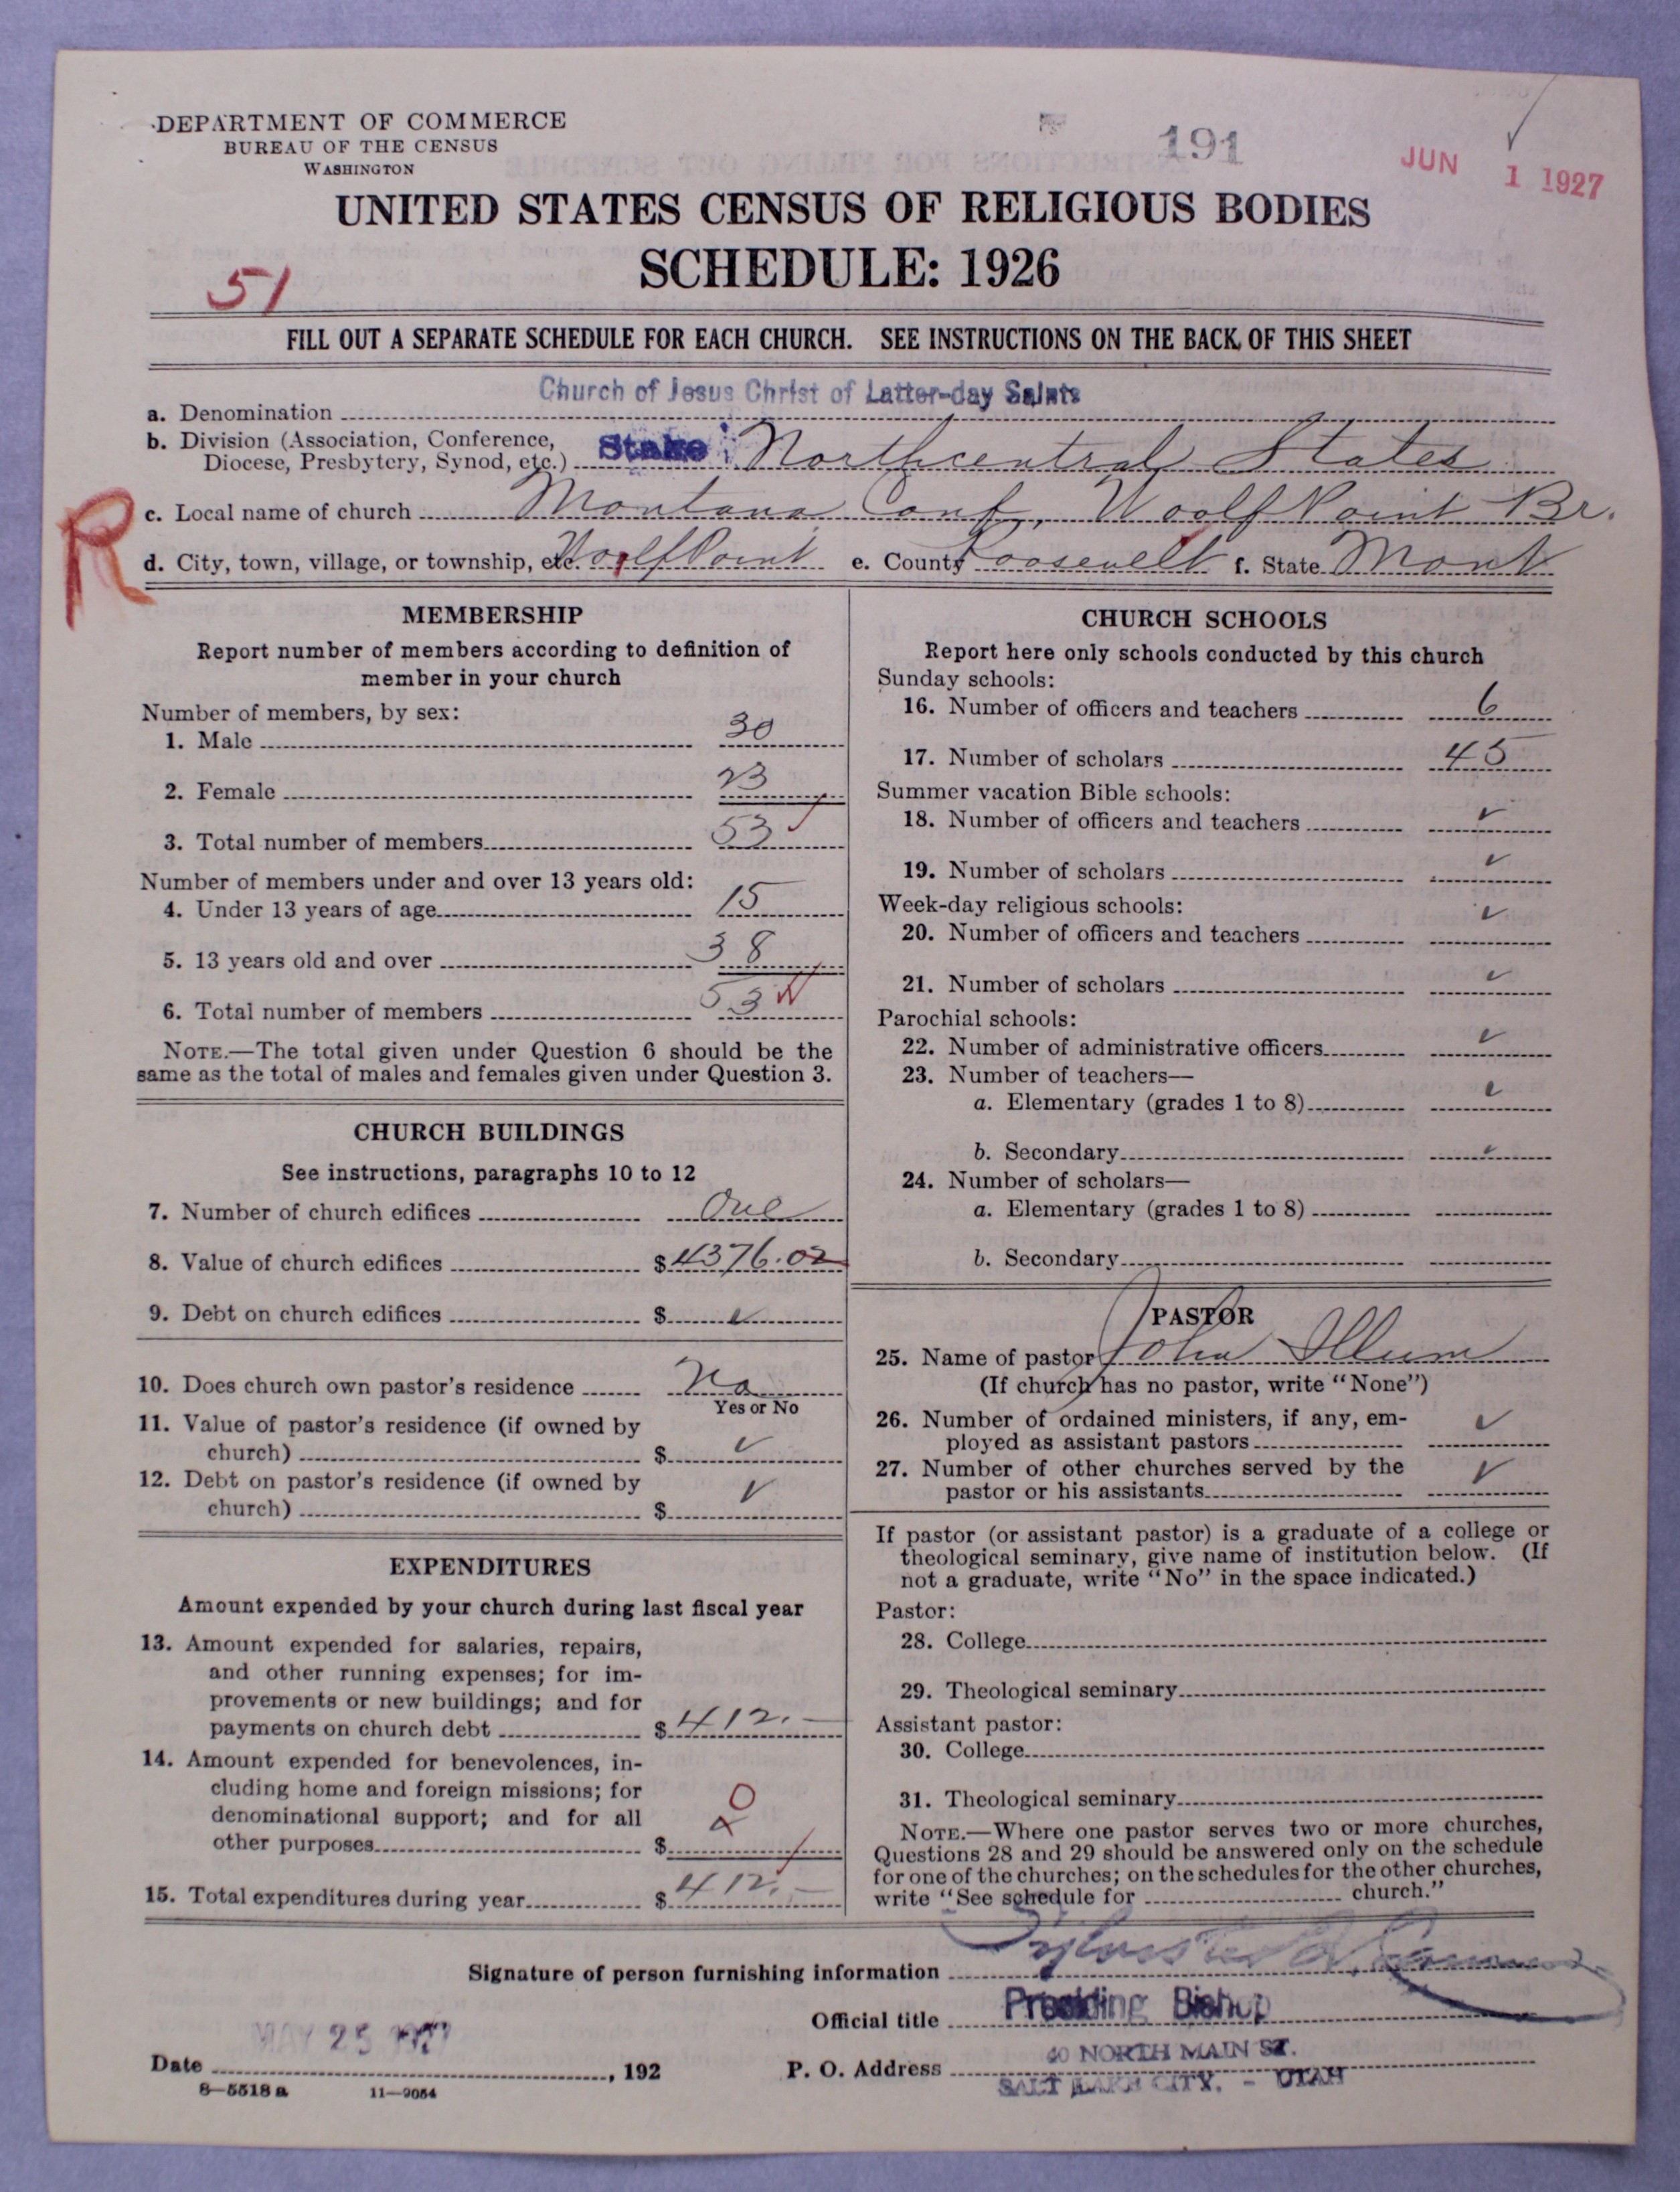 DEPARTMENT OF COMMERCE
BUREAU OF THE CENSUS
WASHINGTON
191
JUN 1 1927
UNITED STATES CENSUS OF RELIGIOUS BODIES
SCHEDULE: 1926
51
FILL OUT A SEPARATE SCHEDULE FOR EACH CHURCH. SEE INSTRUCTIONS ON THE BACK OF THIS SHEET
a. Denomination Church of Jesus Christ of Latter-day Saints
b. Division (Association, Conference,
Diocese, Presbytery, Synod, etc.) Stake: Northcentral States
R
c. Local name of church Montana Conf. Woolf Point Br.
d. City, town, village, or township, etc. Woolf Point e. County Roosevelt f. State Mont
MEMBERSHIP
Report number of members according to definition of
member in your church
Number of members, by sex:
1. Male 30
2. Female 23
3. Total number of members 53
Number of members under and over 13 years old:
4. Under 13 years of age 15
5. 13 years old and over 38
6. Total number of members 53
NOTE.—The total given under Question 6 should be the
same as the total of males and females given under Question 3.
CHURCH BUILDINGS
See instructions, paragraphs 10 to 12
7. Number of church edifices One
8. Value of church edifices $4376.02
9. Debt on church edifices $ ✓
10. Does church own pastor's residence No
Yes or No
11. Value of pastor's residence (if owned by
church) $ ✓
12. Debt on pastor's residence (if owned by
church) $ ✓
EXPENDITURES
Amount expended by your church during last fiscal year
13. Amount expended for salaries, repairs,
and other running expenses; for im-
provements or new buildings; and for
payments on church debt $412.—
14. Amount expended for benevolences, in-
cluding home and foreign missions; for
denominational support; and for all
other purposes $ 0
15. Total expenditures during year $412.—
CHURCH SCHOOLS
Report here only schools conducted by this church
Sunday schools:
16. Number of officers and teachers 6
17. Number of scholars 45
Summer vacation Bible schools:
18. Number of officers and teachers ✓
19. Number of scholars ✓
Week-day religious schools:
20. Number of officers and teachers ✓
21. Number of scholars ✓
Parochial schools:
22. Number of administrative officers ✓
23. Number of teachers—
a. Elementary (grades 1 to 8) ✓
b. Secondary ✓
24. Number of scholars—
a. Elementary (grades 1 to 8)
b. Secondary
PASTOR
25. Name of pastor John Illum
(If church has no pastor, write "None")
26. Number of ordained ministers, if any, em-
ployed as assistant pastors ✓
27. Number of other churches served by the
pastor or his assistants ✓
If pastor (or assistant pastor) is a graduate of a college or
theological seminary, give name of institution below. (If
not a graduate, write "No" in the space indicated.)
Pastor:
28. College
29. Theological seminary
Assistant pastor:
30. College
31. Theological seminary
NOTE.—Where one pastor serves two or more churches,
Questions 28 and 29 should be answered only on the schedule
for one of the churches; on the schedules for the other churches,
write "See schedule for church."
Signature of person furnishing information
Official title Presiding Bishop
Date MAY 25 1927, 192
P. O. Address 40 NORTH MAIN ST.
SALT LAKE CITY. - UTAH
8—5518 a 11—9054